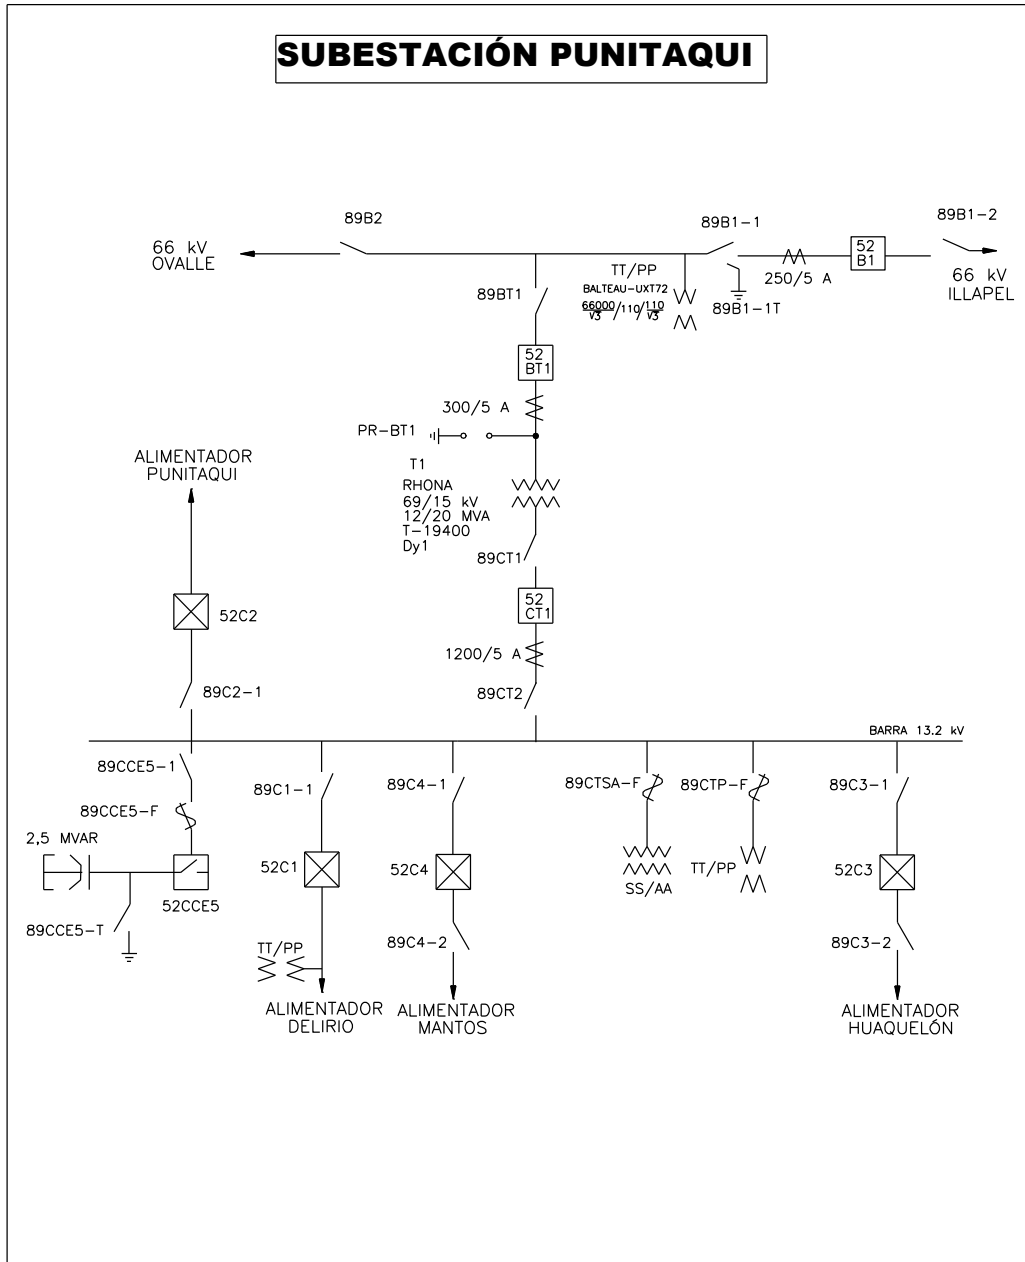 SUBESTACIÓN PUNITAQUI
89B2
89B1-1
89B1-2
66 kV
OVALLE
52
B1
250/5 A
66 kV
ILLAPEL
TT/PP
BALTEAU-UXT72
66000/√3/110/110/√3
89B1-1T
89BT1
52
BT1
300/5 A
PR-BT1
T1
RHONA
69/15 kV
12/20 MVA
T-19400
Dy1
ALIMENTADOR
PUNITAQUI
89CT1
52
CT1
52C2
1200/5 A
89C2-1
89CT2
BARRA 13.2 kV
89CCE5-1
89C1-1
89C4-1
89CTSA-F
89CTP-F
89C3-1
89CCE5-F
2,5 MVAR
52CCE5
52C1
52C4
SS/AA
TT/PP
52C3
89CCE5-T
TT/PP
89C4-2
89C3-2
ALIMENTADOR
DELIRIO
ALIMENTADOR
MANTOS
ALIMENTADOR
HUAQUELÓN